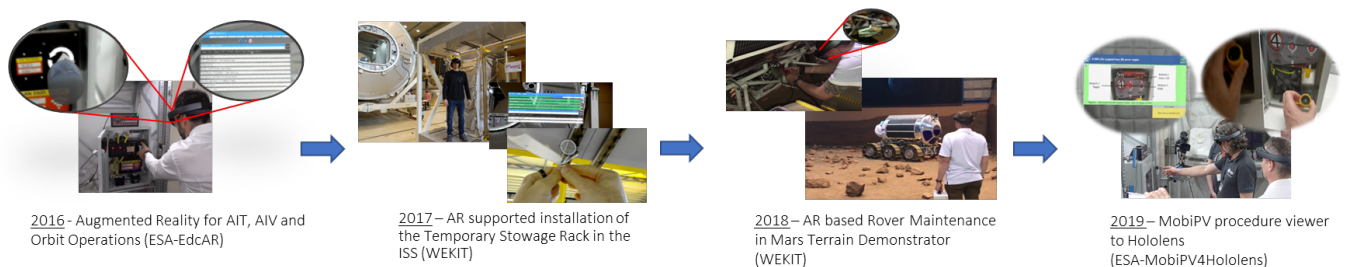 2016 - Augmented Reality for AIT, AIV and
Orbit Operations (ESA-EdcAR)
2017 – AR supported installation of
the Temporary Stowage Rack in the
ISS (WEKIT)
2018 – AR based Rover Maintenance
in Mars Terrain Demonstrator
(WEKIT)
2019 – MobiPV procedure viewer
to Hololens
(ESA-MobiPV4Hololens)